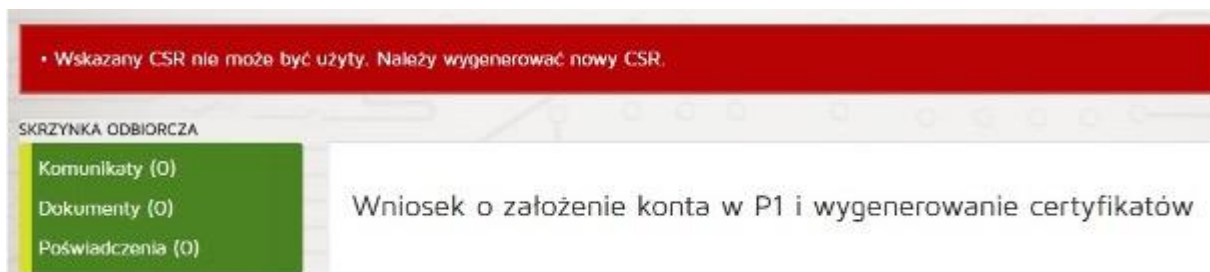 • Wskazany CSR nie może być użyty. Należy wygenerować nowy CSR.
SKRZYNKA ODBIORCZA
Komunikaty (0)
Dokumenty (0)
Poświadczenia (0)
Wniosek o założenie konta w P1 i wygenerowanie certyfikatów